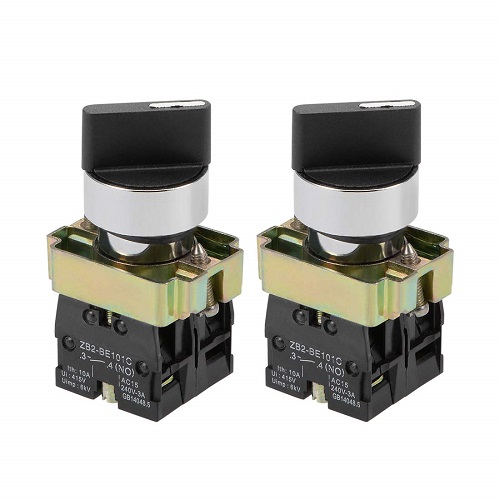 ZB2-BE101C
.3 .4 (NO)
Ith: 10A
Ui : 415V
Uimp : 6kV
AC15
240V-3A
GB14048.5
ZB2-BE101C
.3 .4 (NO)
Ith: 10A
Ui : 415V
Uimp : 6kV
AC15
240V-3A
GB14048.5